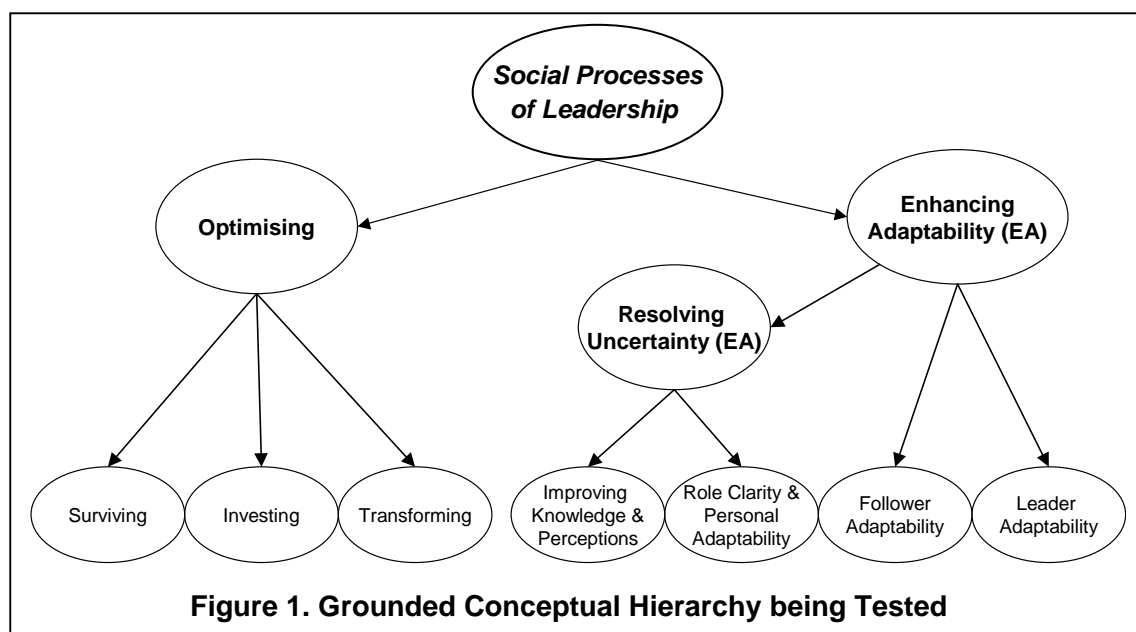 Social Processes
of Leadership
Optimising
Enhancing
Adaptability (EA)
Resolving
Uncertainty (EA)
Surviving
Investing
Transforming
Improving
Knowledge &
Perceptions
Role Clarity &
Personal
Adaptability
Follower
Adaptability
Leader
Adaptability
Figure 1. Grounded Conceptual Hierarchy being Tested